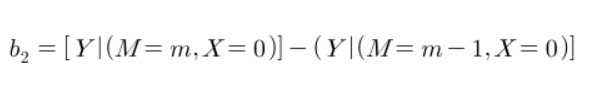 b₂ = [Y|(M= m, X= 0)] − (Y|(M= m − 1, X= 0)]